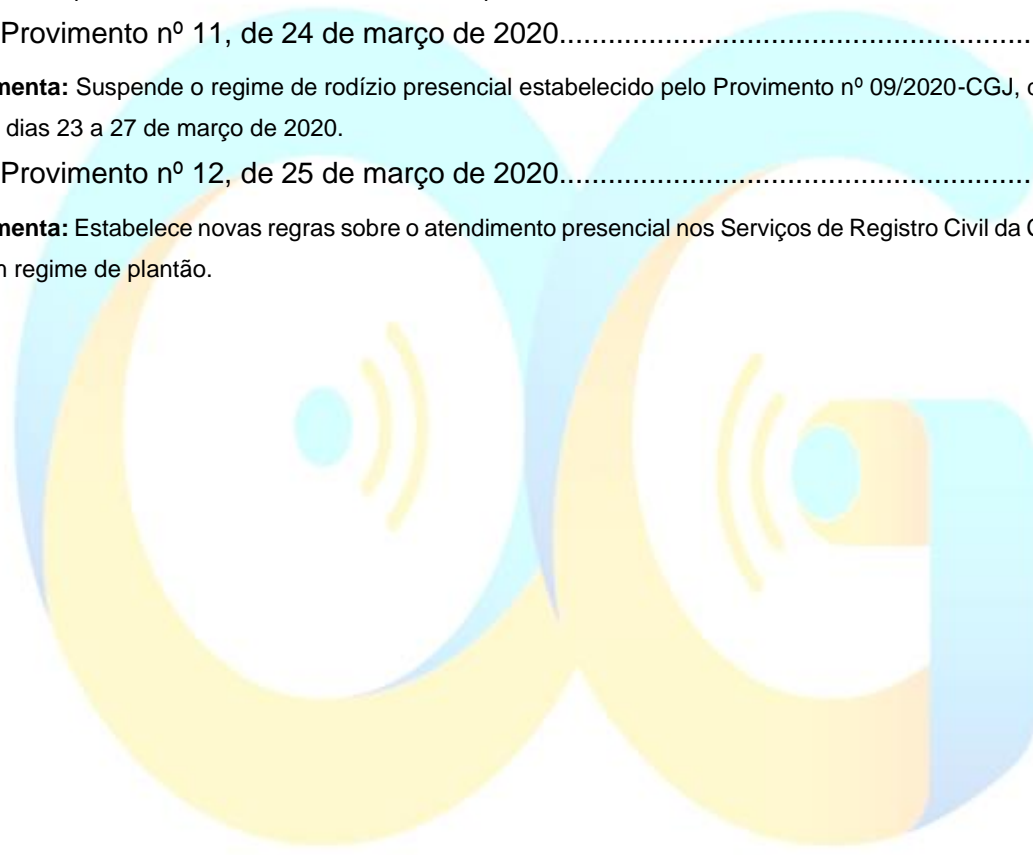 Provimento nº 11, de 24 de março de 2020..........................................................
menta: Suspende o regime de rodízio presencial estabelecido pelo Provimento nº 09/2020-CGJ,
dias 23 a 27 de março de 2020.
Provimento nº 12, de 25 de março de 2020..........................................................
menta: Estabelece novas regras sobre o atendimento presencial nos Serviços de Registro Civil da
regime de plantão.